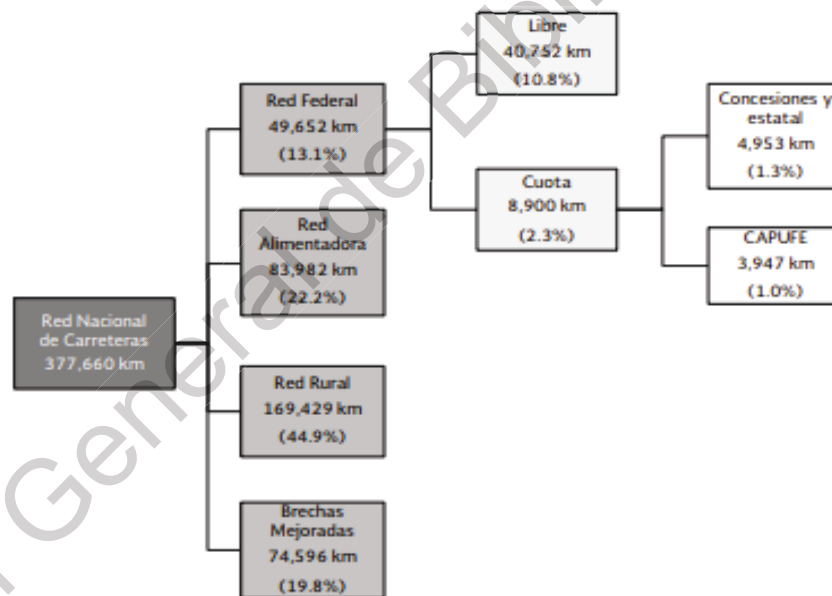 Libre
40,752 km
(10.8%)
Red Federal
49,652 km
(13.1%)
Concesiones y
estatal
4,953 km
(1.3%)
Cuota
8,900 km
(2.3%)
Red
Alimentadora
83,982 km
(22.2%)
CAPUFE
3,947 km
(1.0%)
Red Nacional
de Carreteras
377,660 km
Red Rural
169,429 km
(44.9%)
Brechas
Mejoradas
74,596 km
(19.8%)
General de Bibl